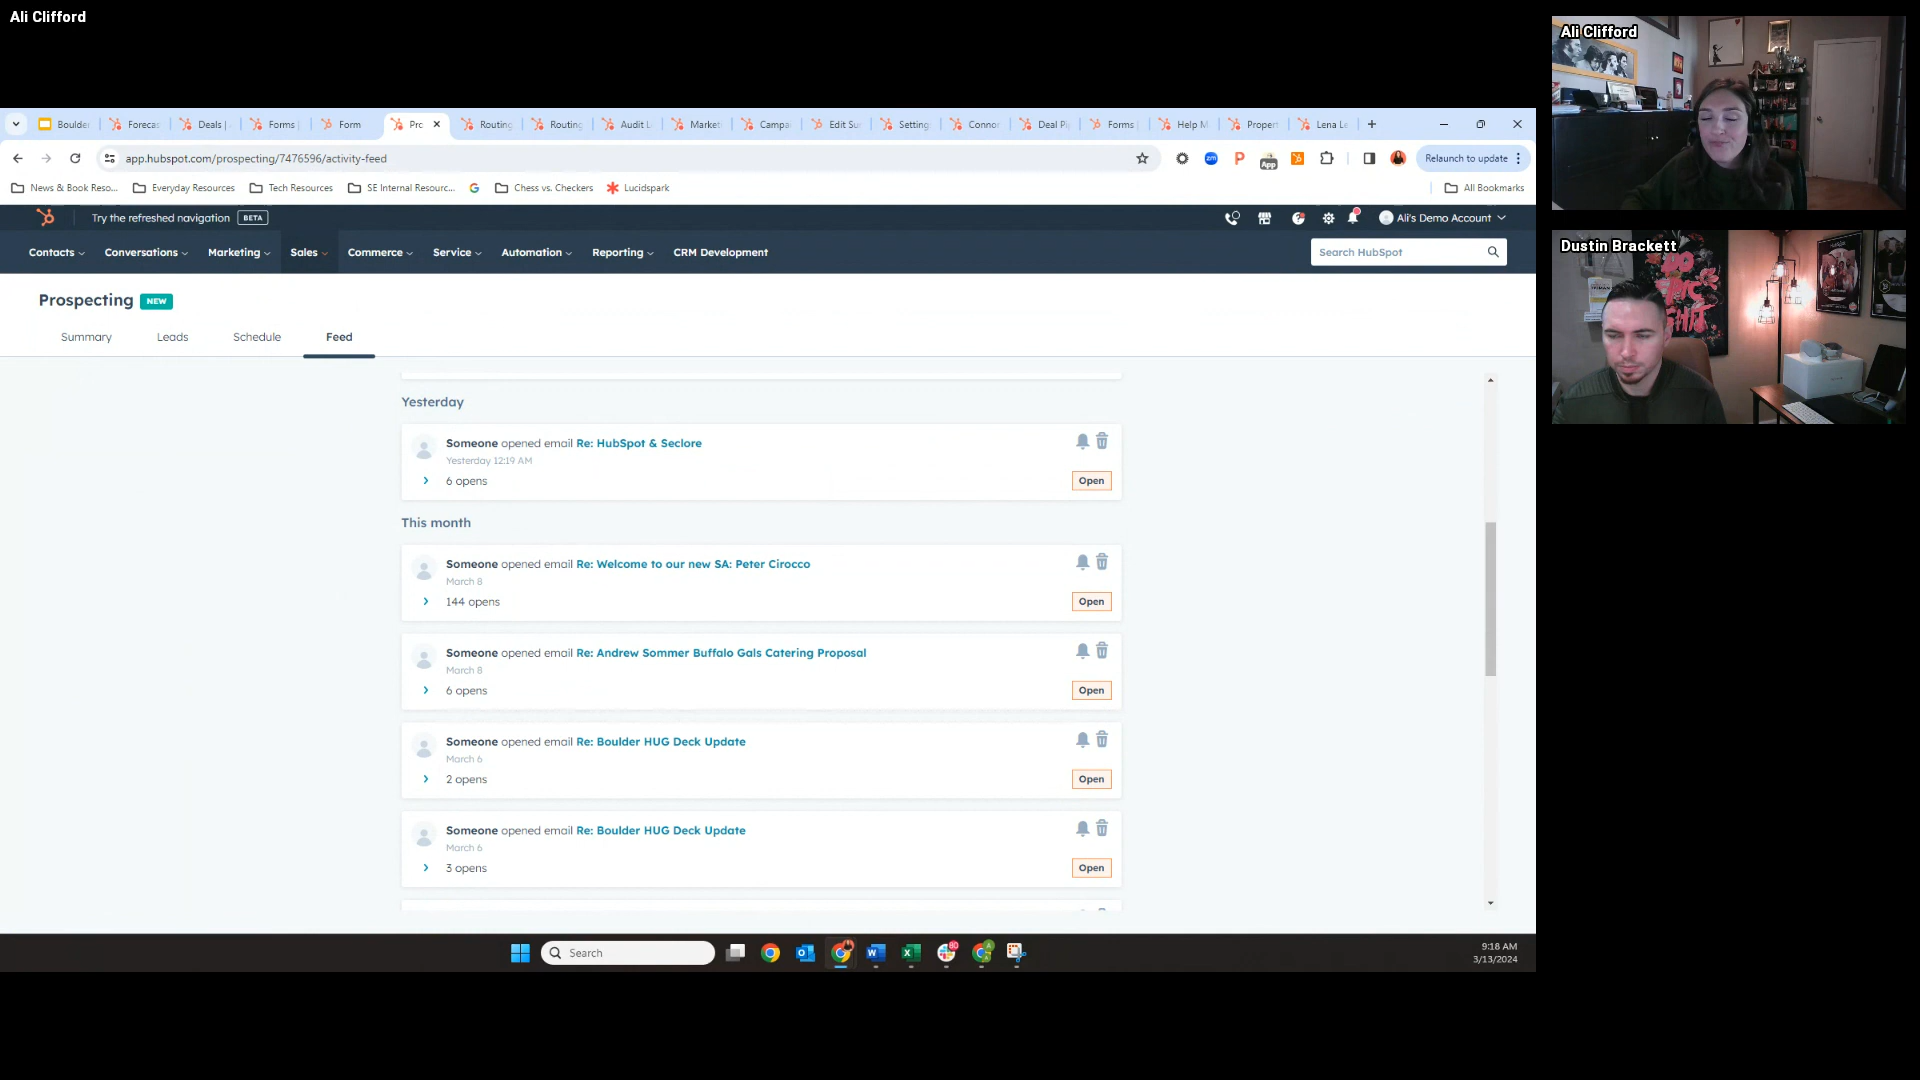 Ali Clifford
Ali Clifford
Dustin Brackett
Boulder
Forecas
Deals |
Forms
Form
Pro
Routing
Routing
Audit L
Market
Campa
Edit Su
Setting
Connor
Deal Pi
Forms |
Help M
Propert
Lena Le
app.hubspot.com/prospecting/7476596/activity-feed
App
Relaunch to update
News & Book Reso...
Everyday Resources
Tech Resources
SE Internal Resourc...
Chess vs. Checkers
Lucidspark
All Bookmarks
Try the refreshed navigation BETA
Ali's Demo Account
Contacts
Conversations
Marketing
Sales
Commerce
Service
Automation
Reporting
CRM Development
Search HubSpot
Prospecting NEW
Summary
Leads
Schedule
Feed
Yesterday
Someone opened email Re: HubSpot & Seclore
Yesterday 12:19 AM
6 opens
Open
This month
Someone opened email Re: Welcome to our new SA: Peter Cirocco
March 8
144 opens
Open
Someone opened email Re: Andrew Sommer Buffalo Gals Catering Proposal
March 8
6 opens
Open
Someone opened email Re: Boulder HUG Deck Update
March 6
2 opens
Open
Someone opened email Re: Boulder HUG Deck Update
March 6
3 opens
Open
Search
9:18 AM
3/13/2024